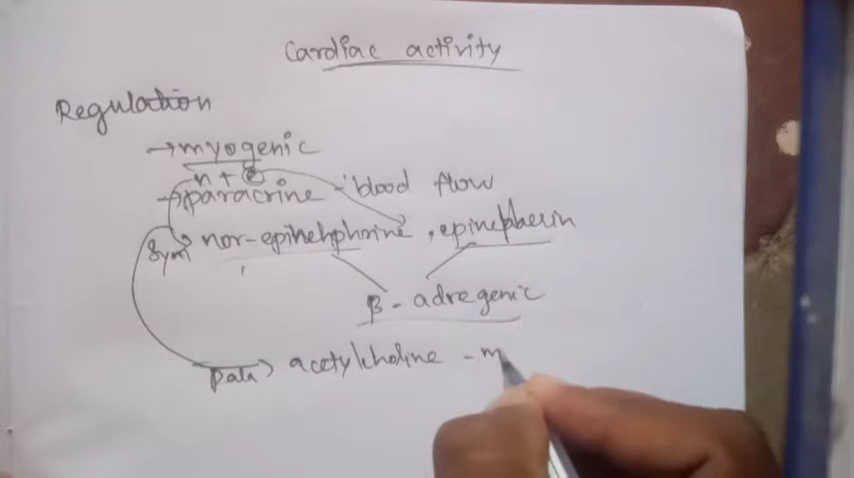 Cardiac activity
Regulation
→ myogenic
n + e
→ paracrine - blood flow
sym nor-epinehphrine, epinepherin
β - adregenic
para → acetylcholine - m